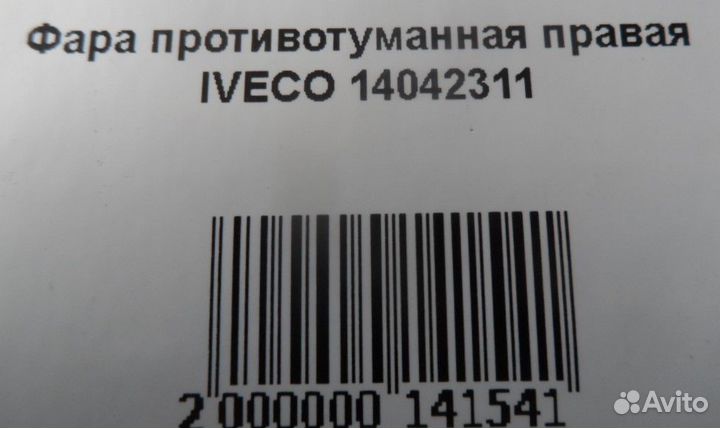 Фара противотуманная правая
IVECO 14042311
2 000000 141541
Avito